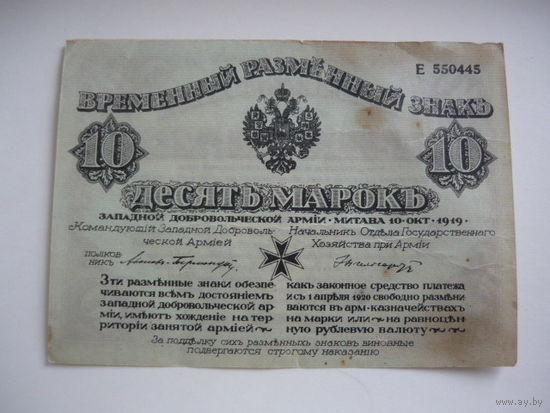 Е 550445
ВРЕМЕННЫЙ РАЗМѢННЫЙ ЗНАКЪ
10 10
ДЕСЯТЬ МАРОКЪ
ЗАПАДНОЙ ДОБРОВОЛЬЧЕСКОЙ АРМІИ · МИТАВА 10·ОКТ·1919·
Командующій Западной Доброволь-
ческой Арміей
Начальникъ Отдѣла Государственнаго
Хозяйства при Арміи
ПОЛКОВ-
НИКЪ
Эти размѣнные знаки обезпе-
чиваются всѣмъ достояніемъ
западной добровольческой ар-
міи, имѣютъ хожденіе на тер-
риторіи занятой арміей
какъ законное средство платежа
и съ 1 апрѣля 1920 свободно размѣни-
ваются въ арм·казначействахъ
на марки или на равноцѣн-
ную рублевую валюту
За поддѣлку сихъ размѣнныхъ знаковъ виновные
подвергаются строгому наказанію
www.ay.by